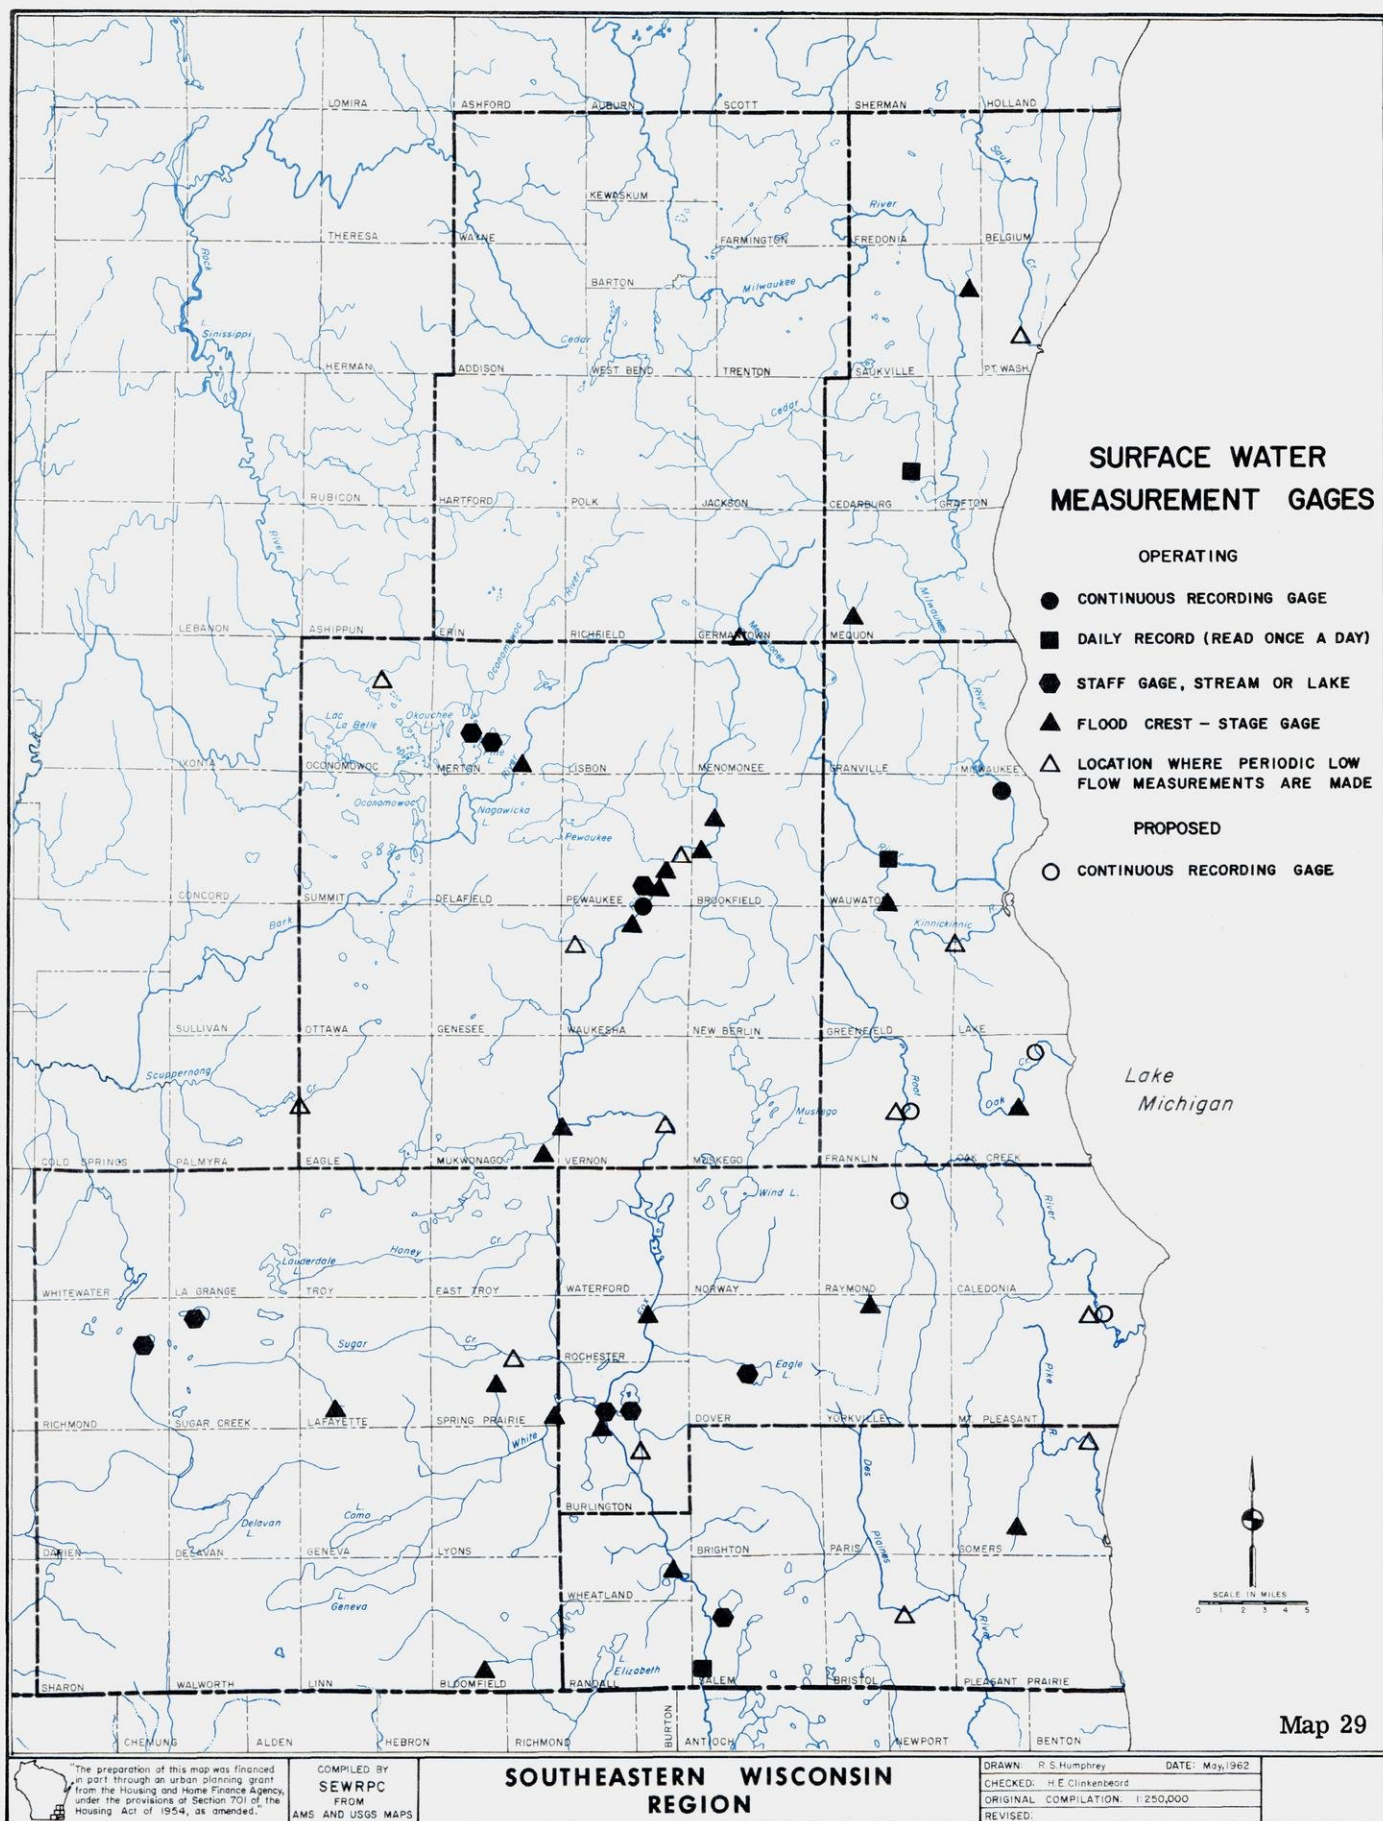 LOMIRA
ASHFORD
AUBURN
SCOTT
SHERMAN
HOLLAND
Sauk
KEWASKUM
River
THERESA
WAYNE
FARMINGTON
FREDONIA
BELGIUM
Rock
Cr.
BARTON
Milwaukee
L.
Sinissippi
Cedar
L.
HERMAN
ADDISON
WEST BEND
TRENTON
SAUKVILLE
PT. WASH.
Cedar
Cr.
SURFACE WATER
MEASUREMENT GAGES
RUBICON
HARTFORD
POLK
JACKSON
CEDARBURG
GRAFTON
River
OPERATING
CONTINUOUS RECORDING GAGE
DAILY RECORD (READ ONCE A DAY)
STAFF GAGE, STREAM OR LAKE
FLOOD CREST - STAGE GAGE
LOCATION WHERE PERIODIC LOW
FLOW MEASUREMENTS ARE MADE
PROPOSED
CONTINUOUS RECORDING GAGE
River
Milwaukee
LEBANON
ASHIPPUN
ERIN
RICHFIELD
GERMANTOWN
MEQUON
Oconomowoc
Menomonee
River
Lac
La Belle
Okauchee
L.
Pine
L.
River
IXONIA
OCONOMOWOC
MERTON
LISBON
MENOMONEE
GRANVILLE
MILWAUKEE
Oconomowoc
Nagawicka
L.
Pewaukee
L.
River
CONCORD
SUMMIT
DELAFIELD
PEWAUKEE
BROOKFIELD
WAUWATOSA
Bark
Kinnickinnic
R.
SULLIVAN
OTTAWA
GENESEE
WAUKESHA
NEW BERLIN
GREENFIELD
LAKE
Scuppernong
Cr.
Root
Cr.
Oak
Lake
Michigan
Muskego
L.
COLD SPRINGS
PALMYRA
EAGLE
MUKWONAGO
VERNON
MUSKEGO
FRANKLIN
OAK CREEK
Wind L.
River
Honey
Cr.
Lauderdale
L.
WHITEWATER
LA GRANGE
TROY
EAST TROY
WATERFORD
NORWAY
RAYMOND
CALEDONIA
Fox
Sugar
Cr.
ROCHESTER
Eagle
L.
Pike
RICHMOND
SUGAR CREEK
LAFAYETTE
SPRING PRAIRIE
DOVER
YORKVILLE
MT. PLEASANT
White
R.
Des
BURLINGTON
L.
Como
Delavan
L.
Plaines
DARIEN
DELAVAN
GENEVA
LYONS
BRIGHTON
PARIS
SOMERS
WHEATLAND
L.
Geneva
SCALE IN MILES
0 1 2 3 4 5
River
L.
Elizabeth
SHARON
WALWORTH
LINN
BLOOMFIELD
RANDALL
SALEM
BRISTOL
PLEASANT PRAIRIE
Map 29
CHEMUNG
ALDEN
HEBRON
RICHMOND
BURTON
ANTIOCH
NEWPORT
BENTON
"The preparation of this map was financed
in part through an urban planning grant
from the Housing and Home Finance Agency,
under the provisions of Section 701 of the
Housing Act of 1954, as amended."
COMPILED BY
SEWRPC
FROM
AMS AND USGS MAPS
SOUTHEASTERN WISCONSIN
REGION
DRAWN: R.S.Humphrey
DATE: May,1962
CHECKED: H.E.Clinkenbeard
ORIGINAL COMPILATION: 1:250,000
REVISED: